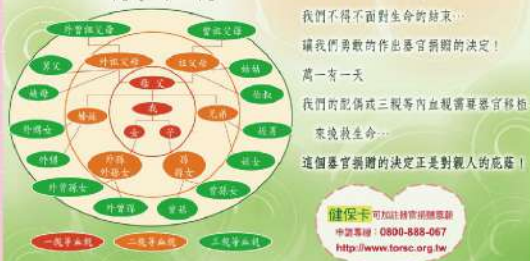 外曾祖父母
曾祖父母
舅父
外祖父母
祖父母
姑姑
姨母
母 父
伯叔
姊妹
我
兄弟
外甥女
女 子
姪男
外甥
外孫
外孫女
孫
孫女
姪女
外曾孫女
曾孫女
外曾孫
曾孫
一親等血親
二親等血親
三親等血親
我們不得不面對生命的結束…
讓我們勇敢的作出器官捐贈的決定！
萬一有一天
我們的配偶或三親等內血親需要器官移植
來挽救生命…
這個器官捐贈的決定正是對親人的庇蔭！
健保卡可加註器官捐贈意願
申請專線：0800-888-067
http://www.torsc.org.tw